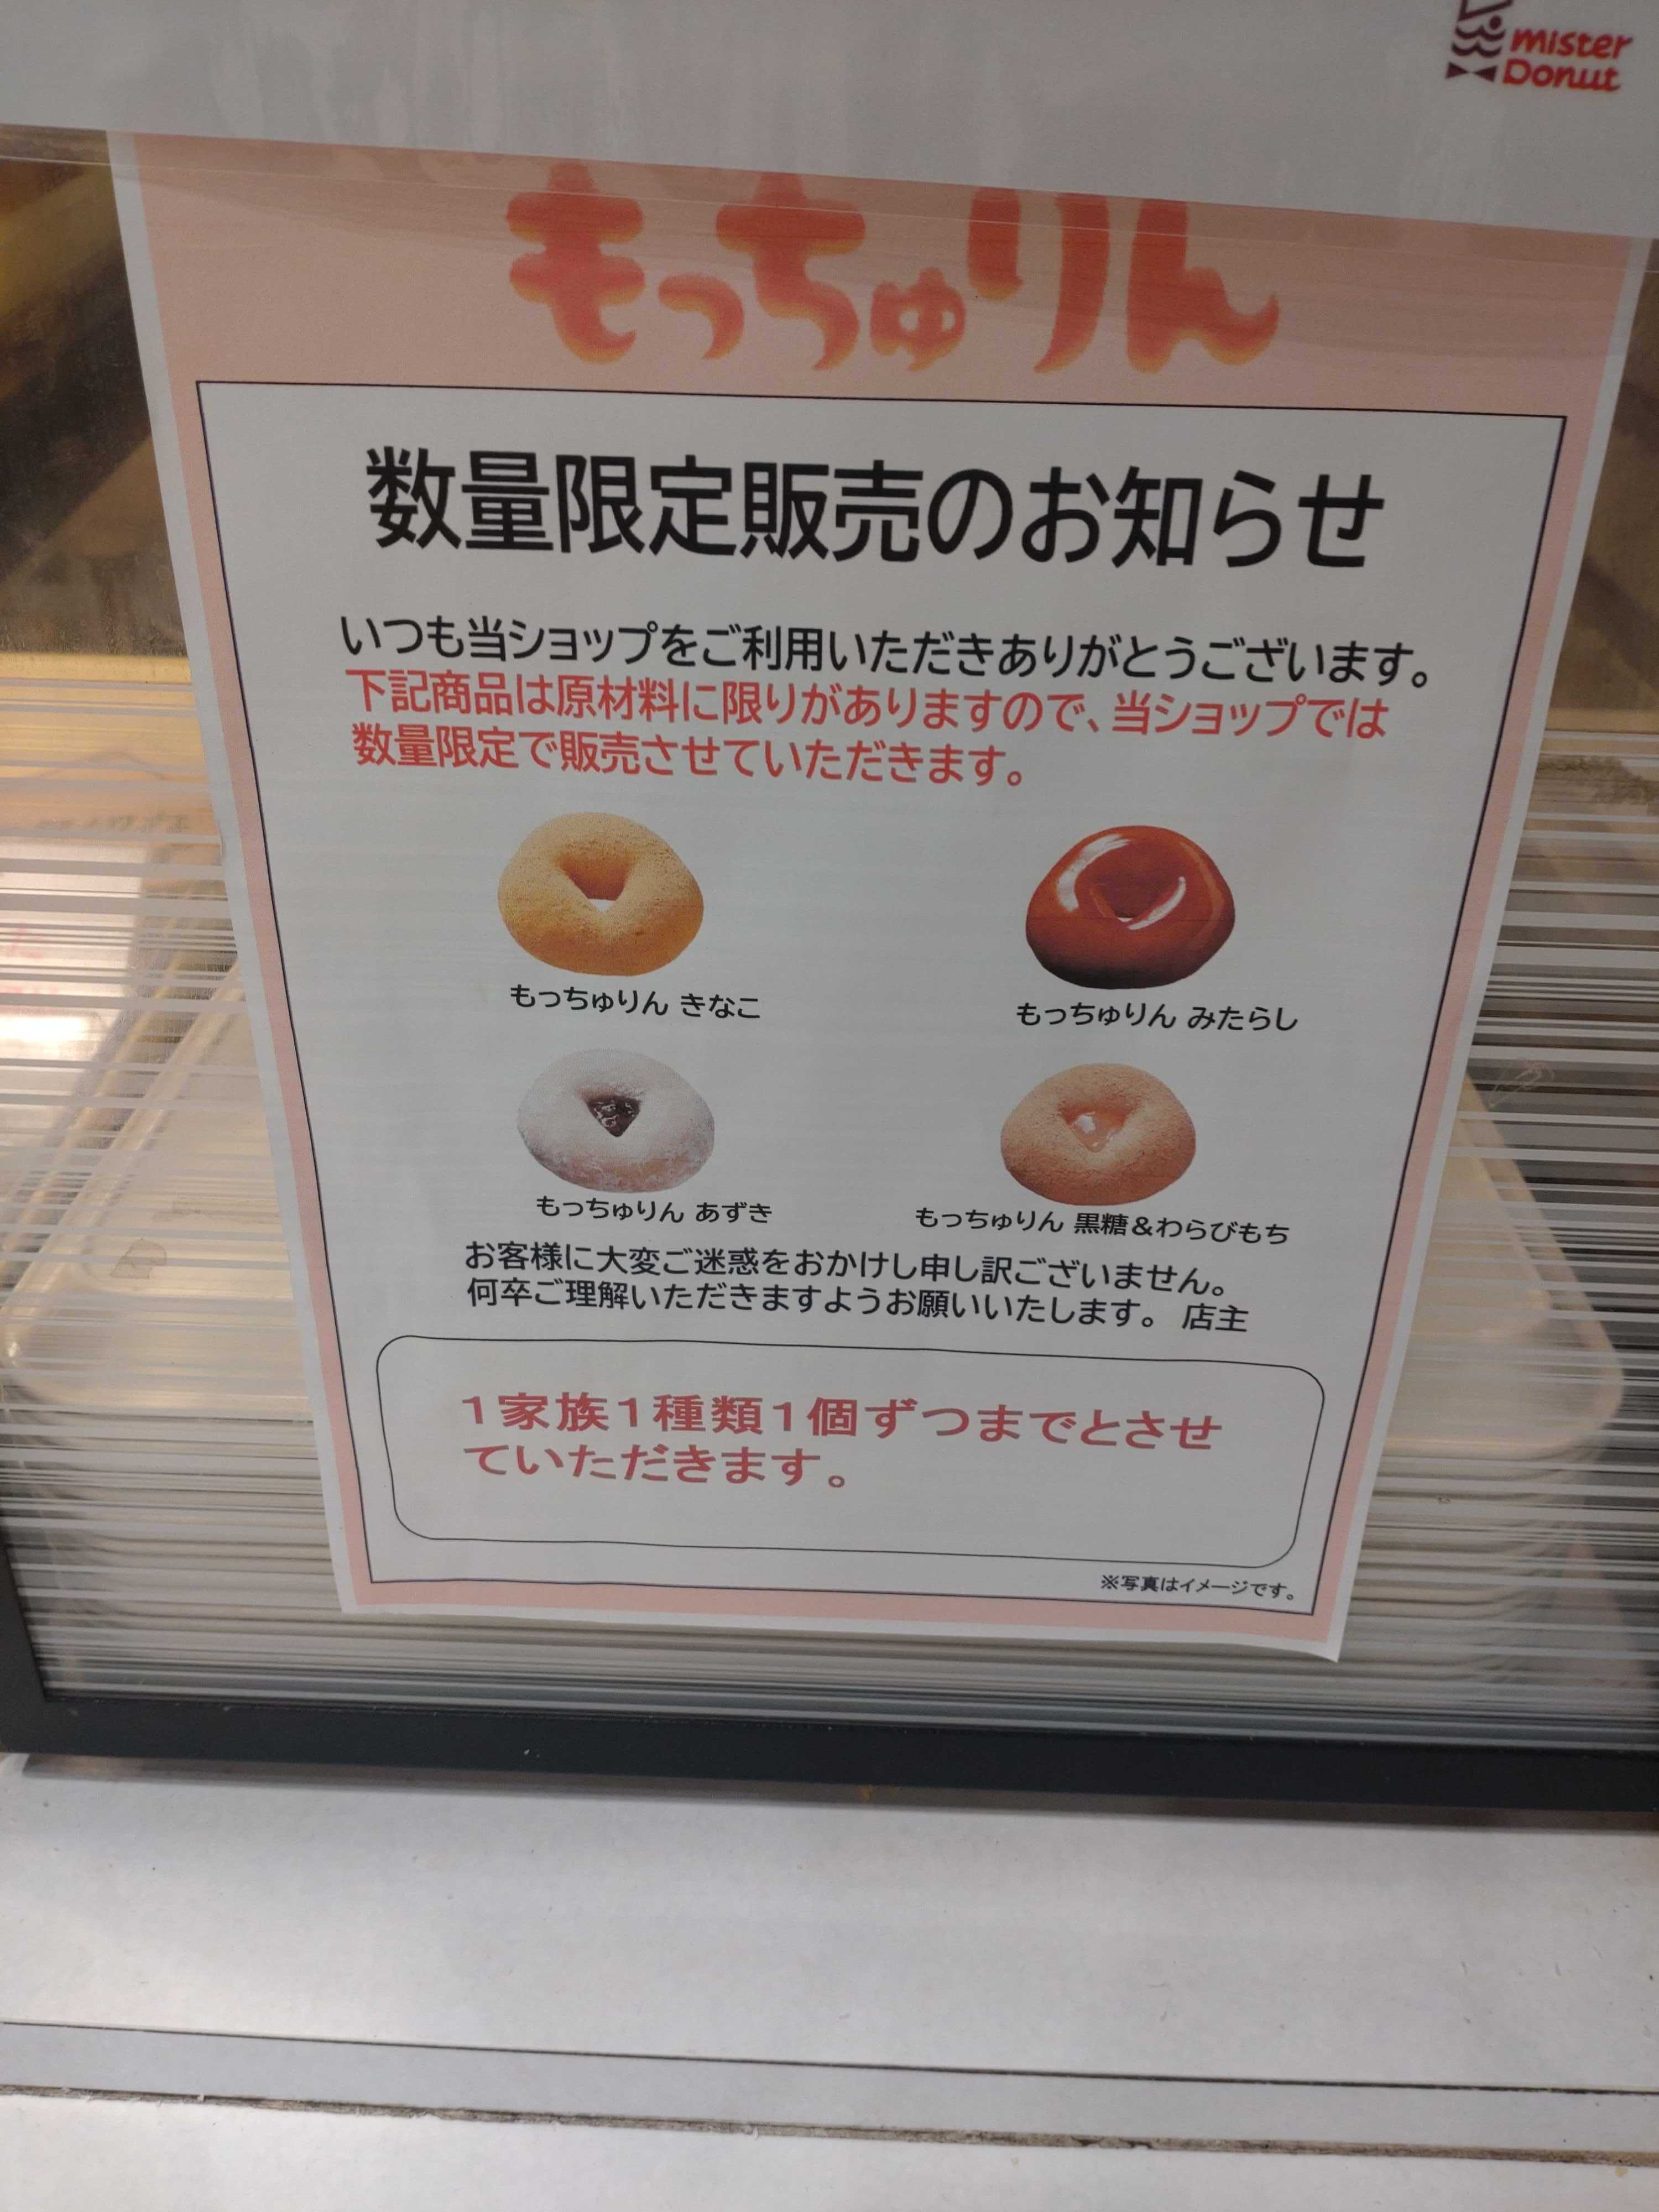 mister
Donut
もっちゅりん
数量限定販売のお知らせ
いつも当ショップをご利用いただきありがとうございます。
下記商品は原材料に限りがありますので、当ショップでは
数量限定で販売させていただきます。
もっちゅりん きなこ
もっちゅりん みたらし
もっちゅりん あずき
もっちゅりん 黒糖&わらびもち
お客様に大変ご迷惑をおかけし申し訳ございません。
何卒ご理解いただきますようお願いいたします。 店主
1家族1種類1個ずつまでとさせ
ていただきます。
※写真はイメージです。